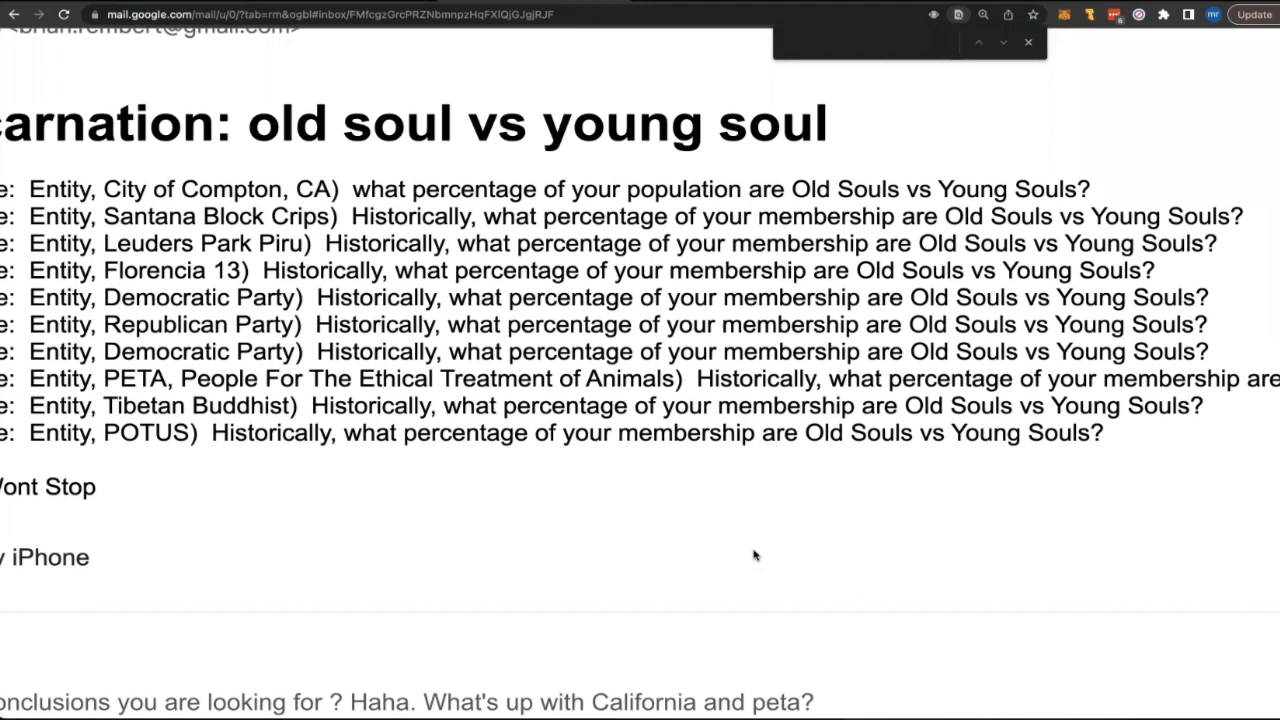 mail.google.com/mail/u/0/?tab=rm&ogbl#inbox/FMfcgzGrcPRZNbmnpzHqFXlQjGJgjRJF
mr
Update
<brian.rembert@gmail.com>
carnation: old soul vs young soul
e: Entity, City of Compton, CA) what percentage of your population are Old Souls vs Young Souls?
e: Entity, Santana Block Crips) Historically, what percentage of your membership are Old Souls vs Young Souls?
e: Entity, Leuders Park Piru) Historically, what percentage of your membership are Old Souls vs Young Souls?
e: Entity, Florencia 13) Historically, what percentage of your membership are Old Souls vs Young Souls?
e: Entity, Democratic Party) Historically, what percentage of your membership are Old Souls vs Young Souls?
e: Entity, Republican Party) Historically, what percentage of your membership are Old Souls vs Young Souls?
e: Entity, Democratic Party) Historically, what percentage of your membership are Old Souls vs Young Souls?
e: Entity, PETA, People For The Ethical Treatment of Animals) Historically, what percentage of your membership are
e: Entity, Tibetan Buddhist) Historically, what percentage of your membership are Old Souls vs Young Souls?
e: Entity, POTUS) Historically, what percentage of your membership are Old Souls vs Young Souls?
Wont Stop
y iPhone
onclusions you are looking for ? Haha. What's up with California and peta?